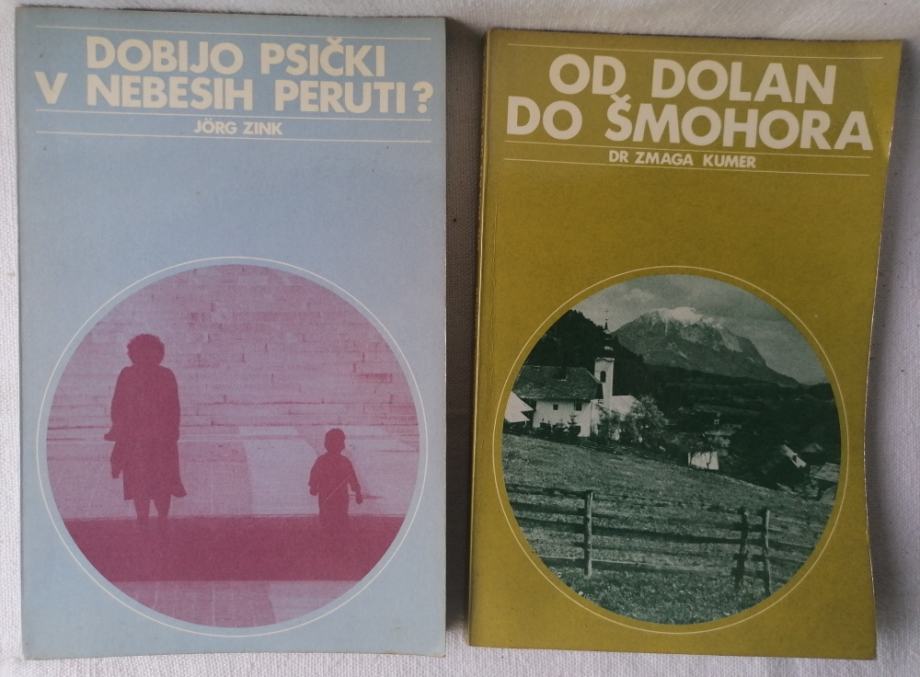 DOBIJO PSIČKI
V NEBESIH PERUTI?
JÖRG ZINK
OD DOLAN
DO ŠMOHORA
DR ZMAGA KUMER